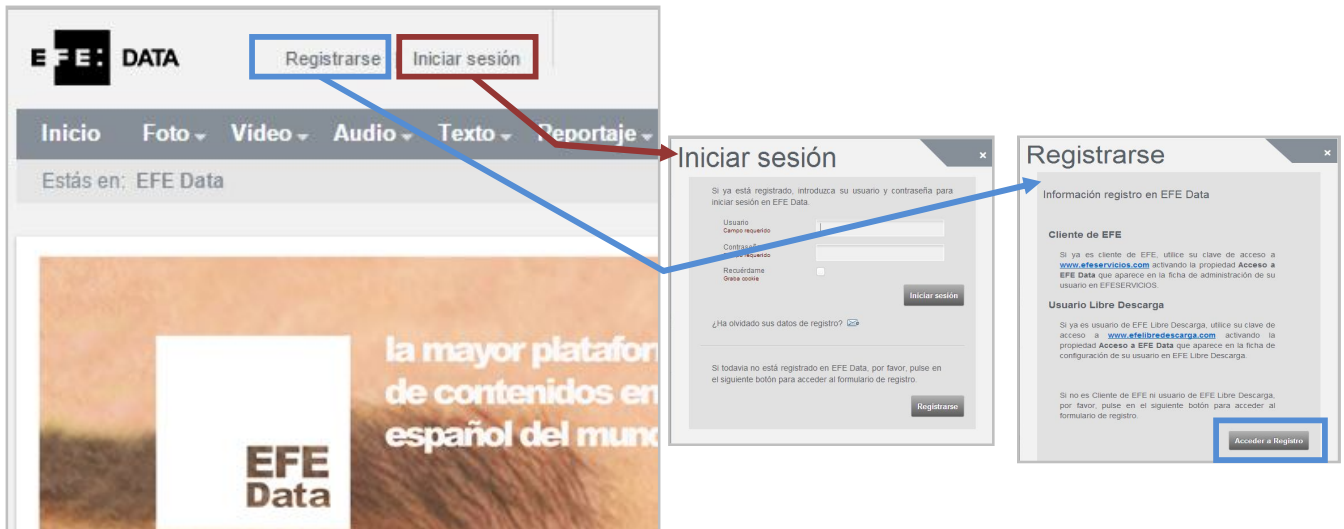 EFE: DATA
Registrarse Iniciar sesión
Inicio Foto Vídeo Audio Texto Reportaje
Estás en: EFE Data
la mayor platafor
de contenidos en
español del mund
EFE
Data
Iniciar sesión
Si ya está registrado, introduzca su usuario y contraseña para
iniciar sesión en EFE Data.
Usuario
Campo requerido
Contraseña
Campo requerido
Recuérdame
Graba cookie
Iniciar sesión
¿Ha olvidado sus datos de registro?
Si todavia no está registrado en EFE Data, por favor, pulse en
el siguiente botón para acceder al formulario de registro.
Registrarse
Registrarse
Información registro en EFE Data
Cliente de EFE
Si ya es cliente de EFE, utilice su clave de acceso a
www.efeservicios.com activando la propiedad Acceso a
EFE Data que aparece en la ficha de administración de su
usuario en EFESERVICIOS.
Usuario Libre Descarga
Si ya es usuario de EFE Libre Descarga, utilice su clave de
acceso a www.efelibredescarga.com activando la
propiedad Acceso a EFE Data que aparece en la ficha de
configuración de su usuario en EFE Libre Descarga.
Si no es Cliente de EFE ni usuario de EFE Libre Descarga,
por favor, pulse en el siguiente botón para acceder al
formulario de registro.
Acceder a Registro